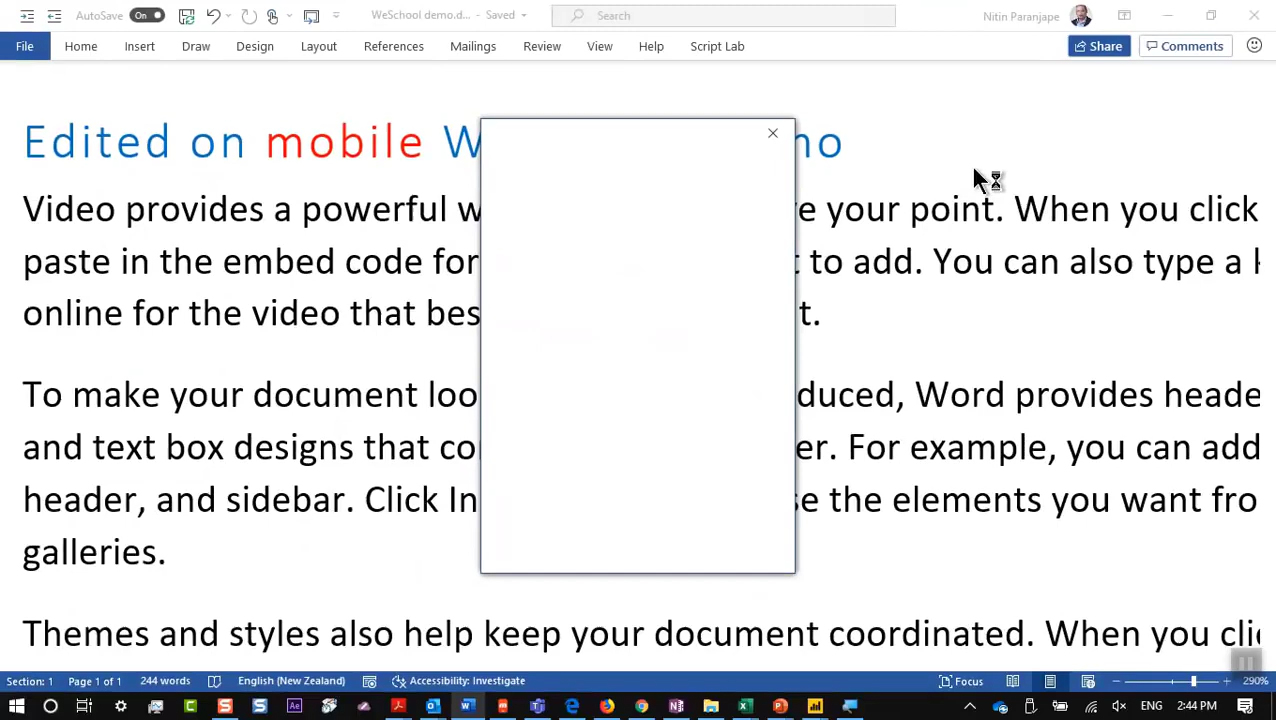 AutoSave On WeSchool demo.d... - Saved Search Nitin Paranjape
File Home Insert Draw Design Layout References Mailings Review View Help Script Lab Share Comments
Edited on mobile W mo
Video provides a powerful w e your point. When you click
paste in the embed code for t to add. You can also type a
online for the video that bes t.
To make your document loo duced, Word provides heade
and text box designs that co er. For example, you can add
header, and sidebar. Click In se the elements you want fro
galleries.
Themes and styles also help keep your document coordinated. When you clic
Section: 1 Page 1 of 1 244 words English (New Zealand) Accessibility: Investigate Focus 290%
ENG 2:44 PM